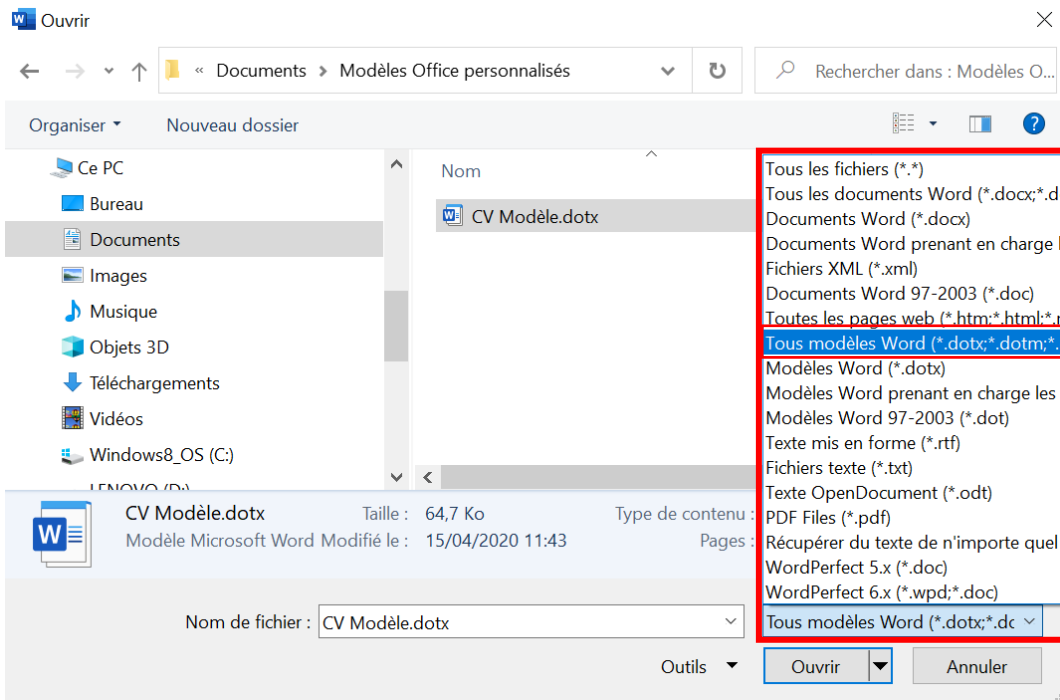 Ouvrir
« Documents > Modèles Office personnalisés
Rechercher dans : Modèles O...
Organiser
Nouveau dossier
Ce PC
Bureau
Documents
Images
Musique
Objets 3D
Téléchargements
Vidéos
Windows8_OS (C:)
LENOVO (D:)
Nom
CV Modèle.dotx
Tous les fichiers (*.*)
Tous les documents Word (*.docx;*.d
Documents Word (*.docx)
Documents Word prenant en charge
Fichiers XML (*.xml)
Documents Word 97-2003 (*.doc)
Toutes les pages web (*.htm;*.html;*.
Tous modèles Word (*.dotx;*.dotm;*.
Modèles Word (*.dotx)
Modèles Word prenant en charge les
Modèles Word 97-2003 (*.dot)
Texte mis en forme (*.rtf)
Fichiers texte (*.txt)
Texte OpenDocument (*.odt)
PDF Files (*.pdf)
Récupérer du texte de n'importe quel
WordPerfect 5.x (*.doc)
WordPerfect 6.x (*.wpd;*.doc)
CV Modèle.dotx Taille : 64,7 Ko Type de contenu :
Modèle Microsoft Word Modifié le : 15/04/2020 11:43 Pages :
Nom de fichier : CV Modèle.dotx
Tous modèles Word (*.dotx;*.dc
Outils
Ouvrir
Annuler